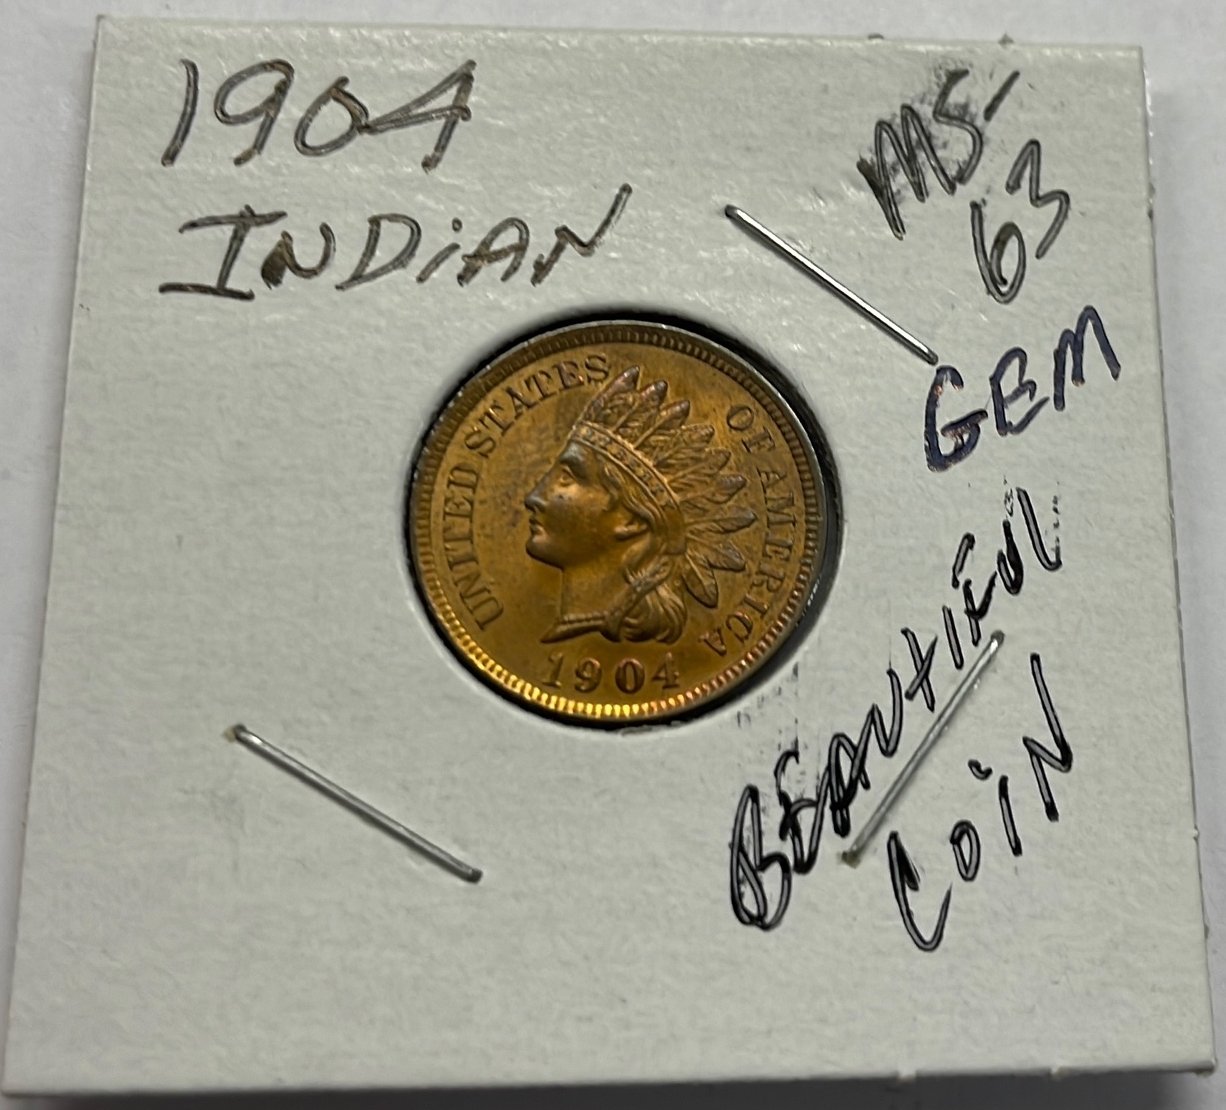 1904
INDiAN
MS-
63
GEM
BEAUTIFUL
COiN
UNITED STATES OF AMERICA
1904